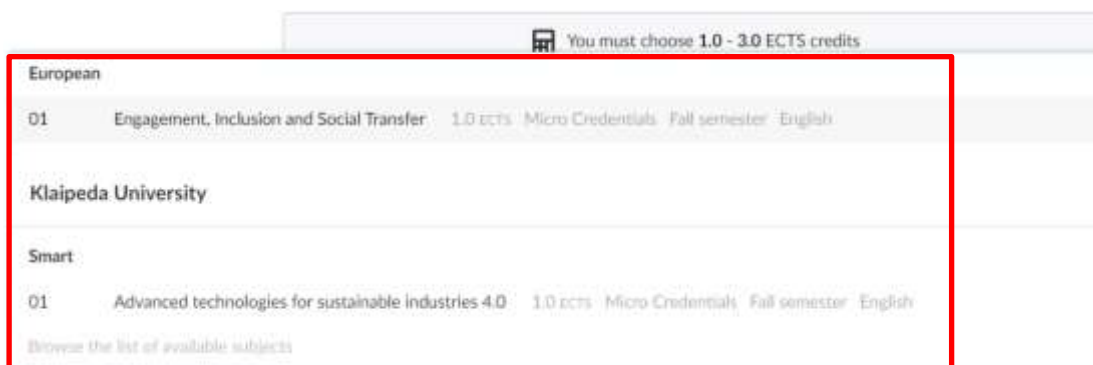 You must choose 1.0 - 3.0 ECTS credits
European
01 Engagement, Inclusion and Social Transfer 1.0 ECTS Micro Credentials Fall semester English
Klaipeda University
Smart
01 Advanced technologies for sustainable industries 4.0 1.0 ECTS Micro Credentials Fall semester English
Browse the list of available subjects